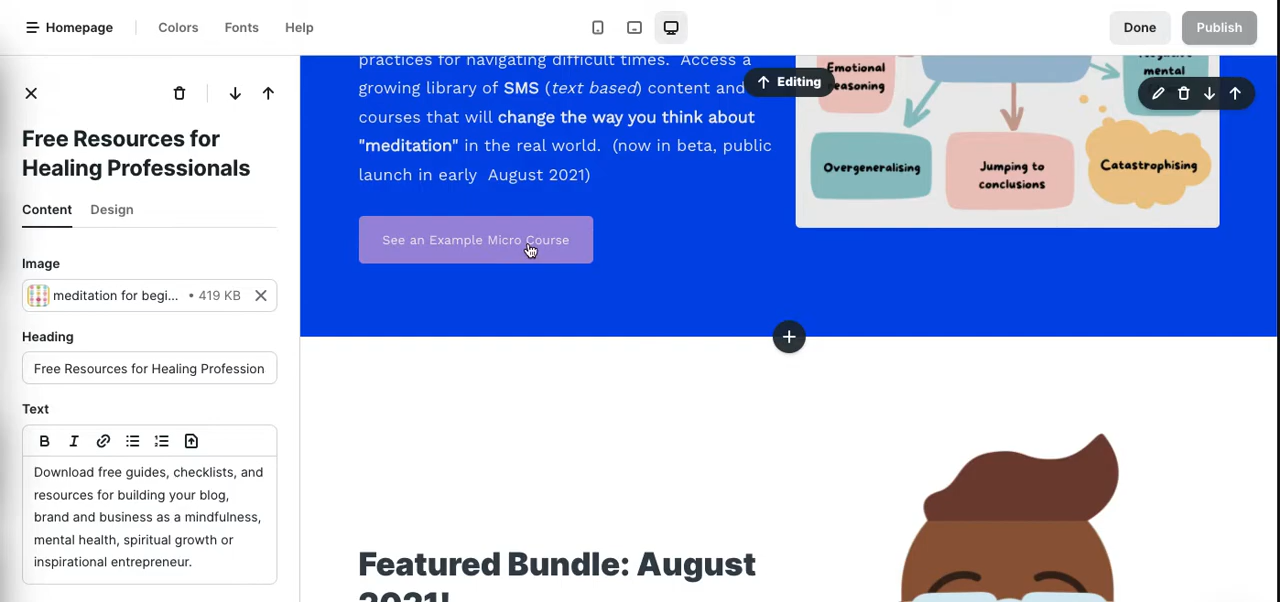 Homepage
Colors
Fonts
Help
Done
Publish
Free Resources for
Healing Professionals
Content
Design
Image
meditation for begi... • 419 KB
Heading
Free Resources for Healing Profession
Text
B I
Download free guides, checklists, and
resources for building your blog,
brand and business as a mindfulness,
mental health, spiritual growth or
inspirational entrepreneur.
practices for navigating difficult times. Access a
growing library of SMS (text based) content and
courses that will change the way you think about
"meditation" in the real world. (now in beta, public
launch in early August 2021)
See an Example Micro Course
Editing
Emotional
mental
Overgeneralising
Jumping to
conclusions
Catastrophising
Featured Bundle: August
2021!